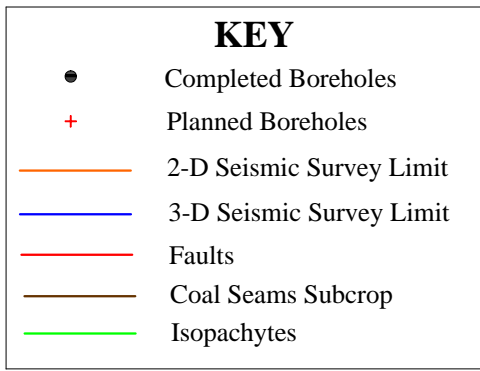 KEY
Completed Boreholes
Planned Boreholes
2-D Seismic Survey Limit
3-D Seismic Survey Limit
Faults
Coal Seams Subcrop
Isopachytes